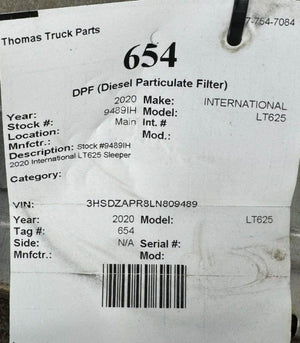 Thomas Truck Parts
7-754-7084
654
DPF (Diesel Particulate Filter)
Year: 2020 Make: INTERNATIONAL
Stock #: 9489IH Model: LT625
Location: Main Int. #
Mnfctr.: Mod.:
Description: Stock #9489IH
2020 International LT625 Sleeper
Category:
VIN: 3HSDZAPR8LN809489
Year: 2020 Model: LT625
Tag #: 654
Side: N/A Serial #:
Mnfctr.: Mod: